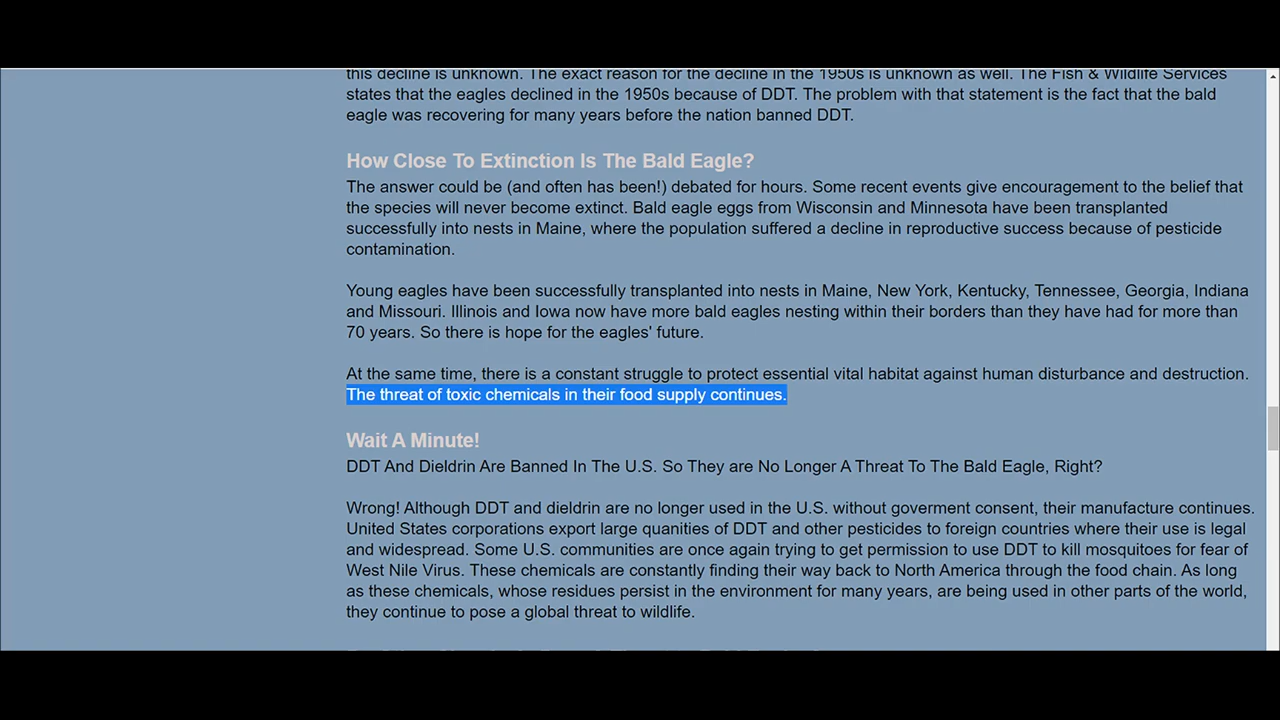 this decline is unknown. The exact reason for the decline in the 1950s is unknown as well. The Fish & Wildlife Services
states that the eagles declined in the 1950s because of DDT. The problem with that statement is the fact that the bald
eagle was recovering for many years before the nation banned DDT.
How Close To Extinction Is The Bald Eagle?
The answer could be (and often has been!) debated for hours. Some recent events give encouragement to the belief that
the species will never become extinct. Bald eagle eggs from Wisconsin and Minnesota have been transplanted
successfully into nests in Maine, where the population suffered a decline in reproductive success because of pesticide
contamination.
Young eagles have been successfully transplanted into nests in Maine, New York, Kentucky, Tennessee, Georgia, Indiana
and Missouri. Illinois and Iowa now have more bald eagles nesting within their borders than they have had for more than
70 years. So there is hope for the eagles' future.
At the same time, there is a constant struggle to protect essential vital habitat against human disturbance and destruction.
The threat of toxic chemicals in their food supply continues.
Wait A Minute!
DDT And Dieldrin Are Banned In The U.S. So They are No Longer A Threat To The Bald Eagle, Right?
Wrong! Although DDT and dieldrin are no longer used in the U.S. without goverment consent, their manufacture continues.
United States corporations export large quanities of DDT and other pesticides to foreign countries where their use is legal
and widespread. Some U.S. communities are once again trying to get permission to use DDT to kill mosquitoes for fear of
West Nile Virus. These chemicals are constantly finding their way back to North America through the food chain. As long
as these chemicals, whose residues persist in the environment for many years, are being used in other parts of the world,
they continue to pose a global threat to wildlife.